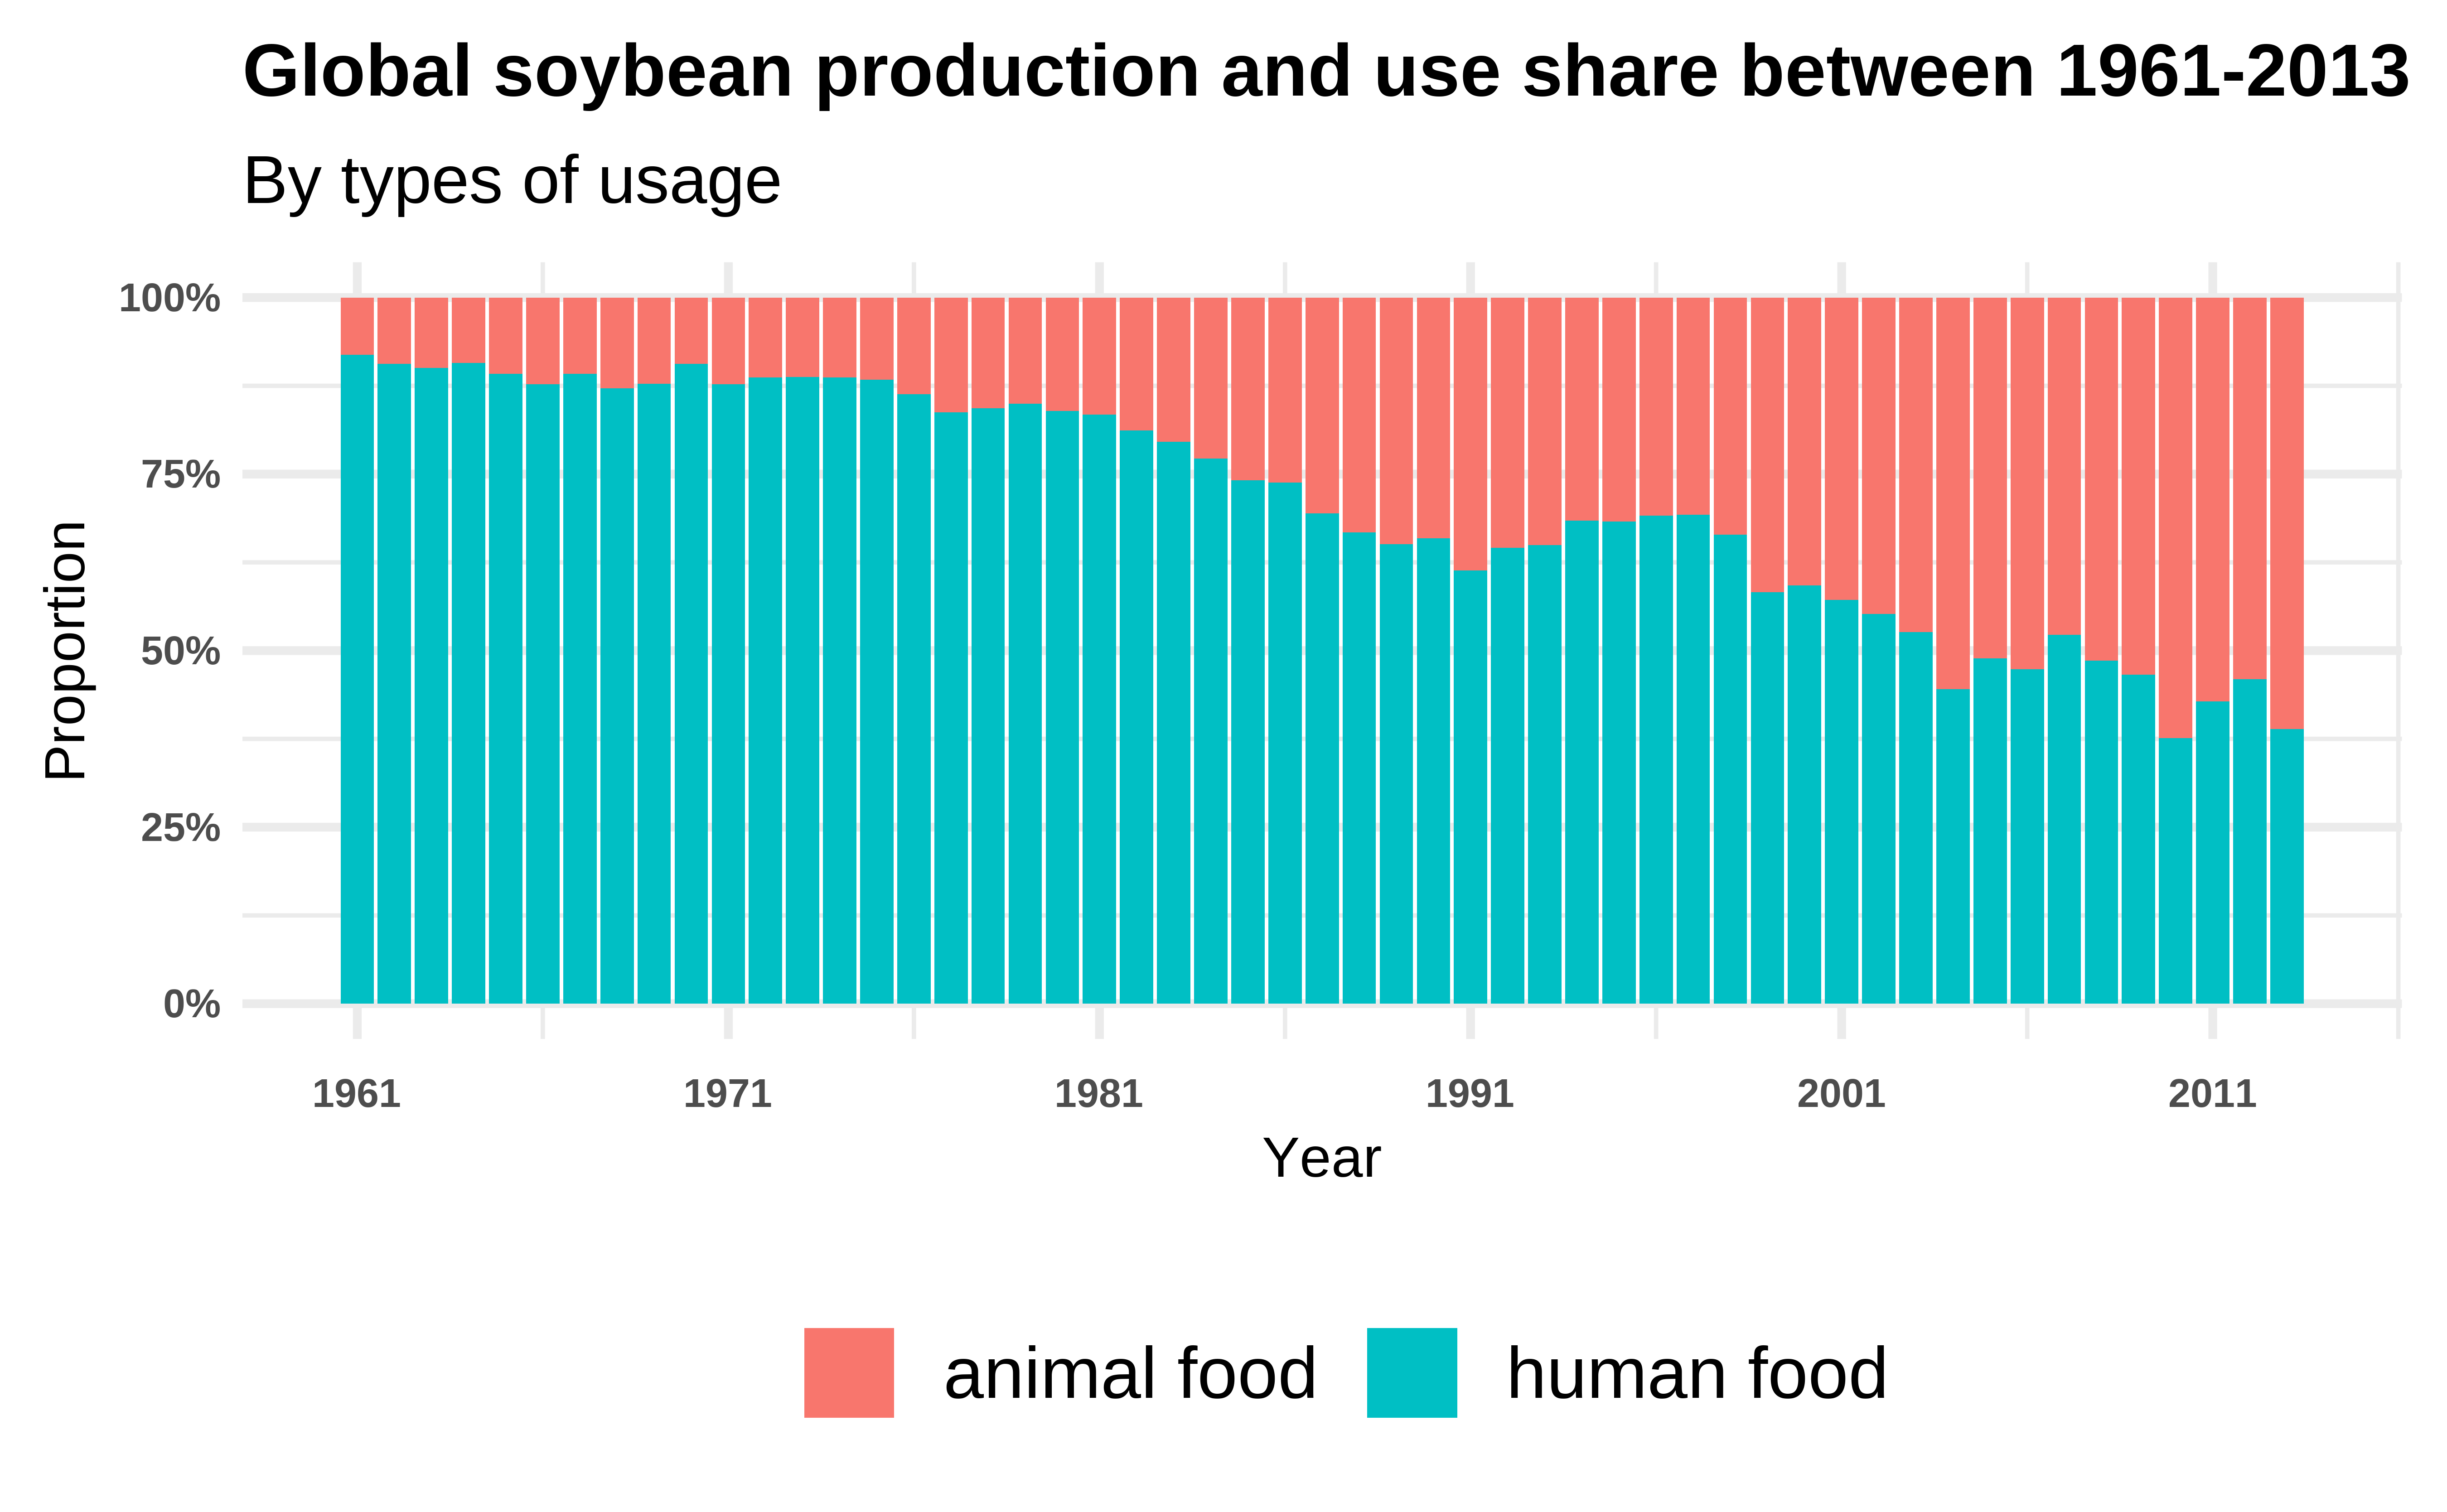 Global soybean production and use share between 1961-2013
By types of usage
100%
75%
50%
25%
0%
Proportion
1961 1971 1981 1991 2001 2011
Year
animal food human food